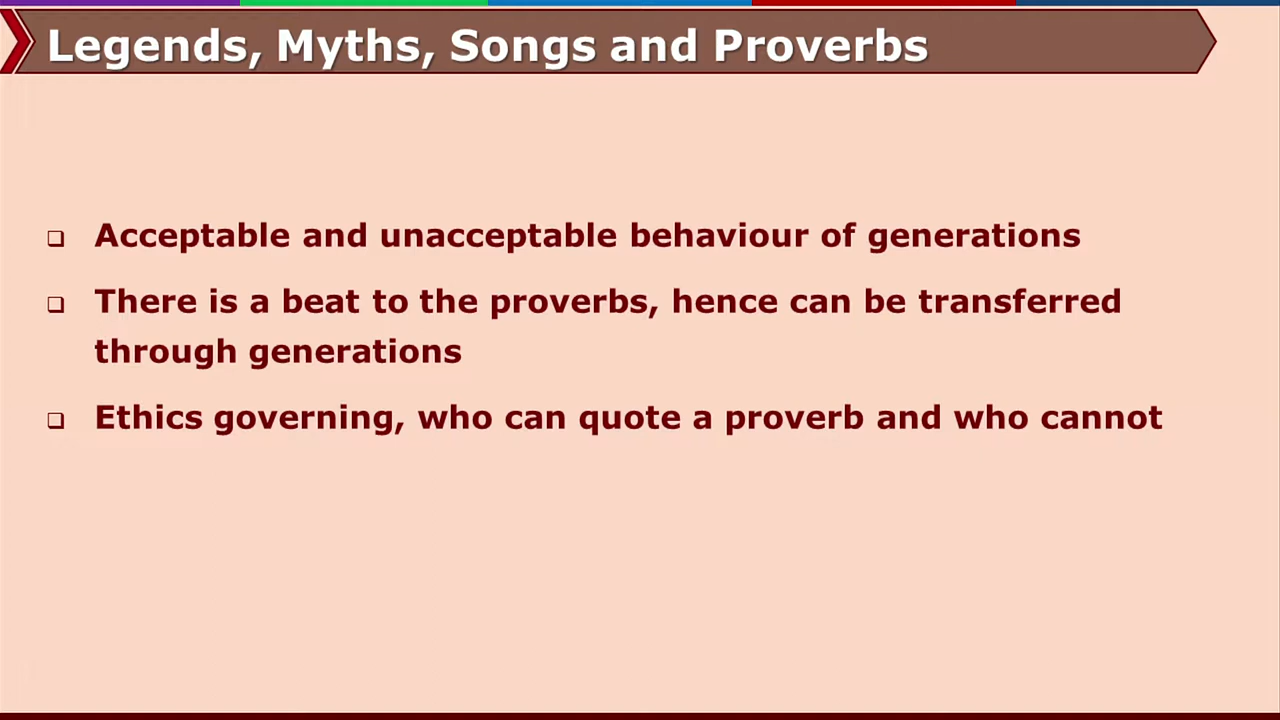 Legends, Myths, Songs and Proverbs
Acceptable and unacceptable behaviour of generations
There is a beat to the proverbs, hence can be transferred
through generations
Ethics governing, who can quote a proverb and who cannot